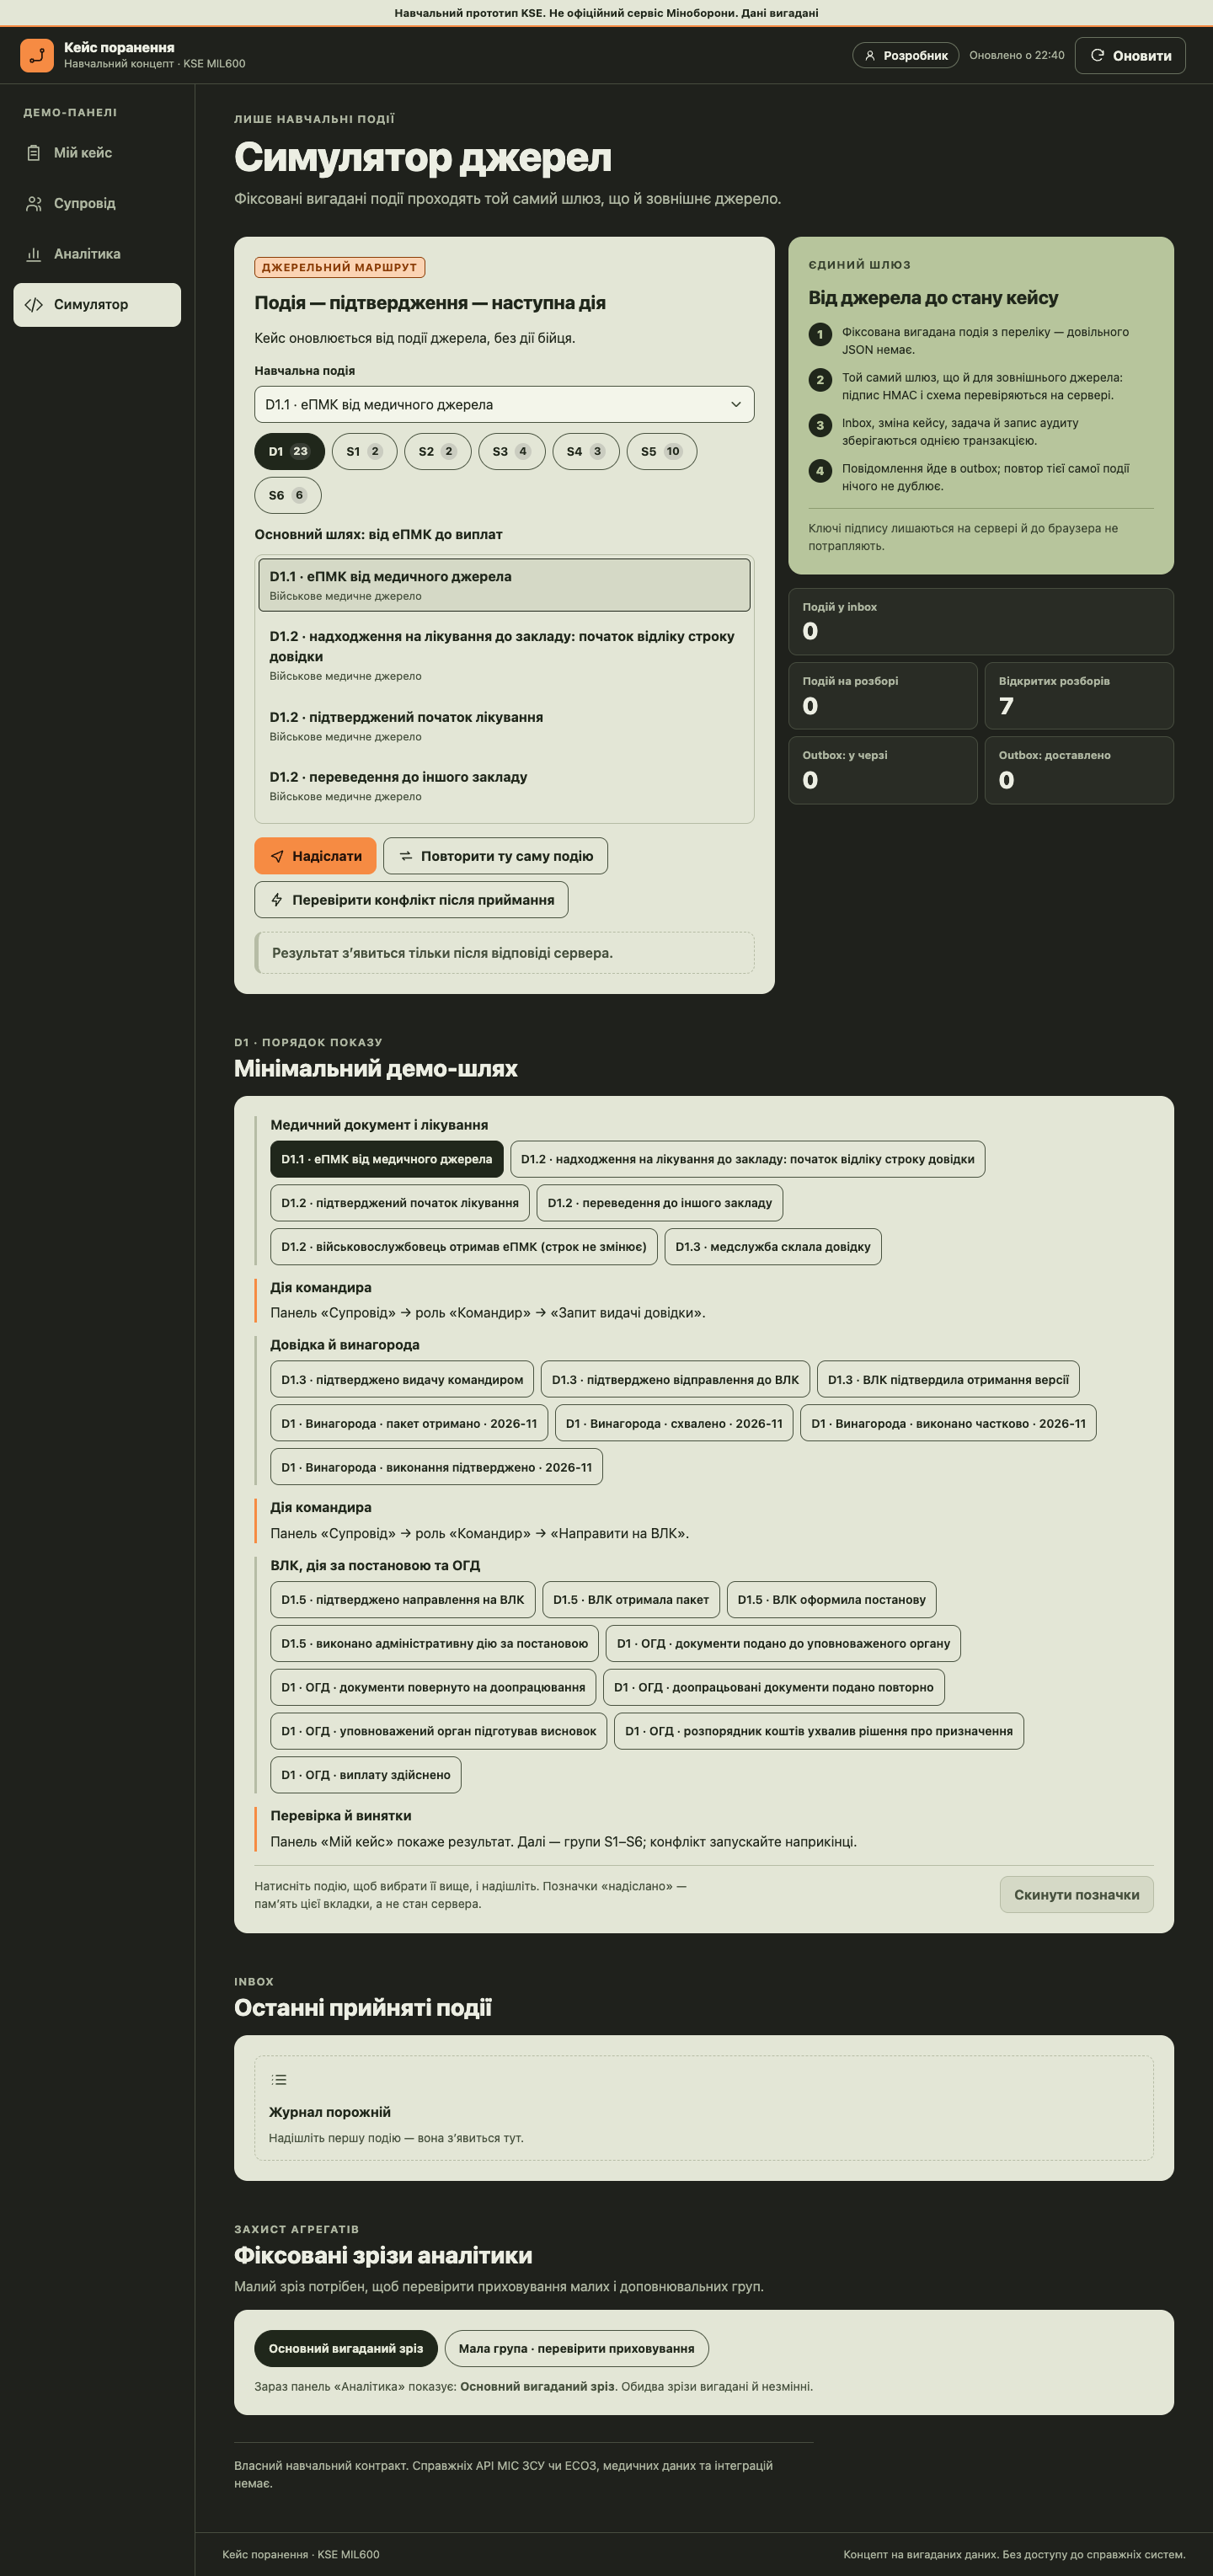 Навчальний прототип KSE. Не офіційний сервіс Міноборони. Дані вигадані
Кейс поранення
Навчальний концепт · KSE MIL600
Розробник
Оновлено о 22:40
Оновити
ДЕМО-ПАНЕЛІ
Мій кейс
Супровід
Аналітика
Симулятор
ЛИШЕ НАВЧАЛЬНІ ПОДІЇ
Симулятор джерел
Фіксовані вигадані події проходять той самий шлюз, що й зовнішнє джерело.
ДЖЕРЕЛЬНИЙ МАРШРУТ
Подія — підтвердження — наступна дія
Кейс оновлюється від події джерела, без дії бійця.
Навчальна подія
D1.1 · еПМК від медичного джерела
D1 23
S1 2
S2 2
S3 4
S4 3
S5 10
S6 6
Основний шлях: від еПМК до виплат
D1.1 · еПМК від медичного джерела
Військове медичне джерело
D1.2 · надходження на лікування до закладу: початок відліку строку
довідки
Військове медичне джерело
D1.2 · підтверджений початок лікування
Військове медичне джерело
D1.2 · переведення до іншого закладу
Військове медичне джерело
Надіслати
Повторити ту саму подію
Перевірити конфлікт після приймання
Результат з’явиться тільки після відповіді сервера.
ЄДИНИЙ ШЛЮЗ
Від джерела до стану кейсу
1 Фіксована вигадана подія з переліку — довільного
JSON немає.
2 Той самий шлюз, що й для зовнішнього джерела:
підпис HMAC і схема перевіряються на сервері.
3 Inbox, зміна кейсу, задача й запис аудиту
зберігаються однією транзакцією.
4 Повідомлення йде в outbox; повтор тієї самої події
нічого не дублює.
Ключі підпису лишаються на сервері й до браузера не
потрапляють.
Подій у inbox
0
Подій на розборі
0
Відкритих розборів
7
Outbox: у черзі
0
Outbox: доставлено
0
D1 · ПОРЯДОК ПОКАЗУ
Мінімальний демо-шлях
Медичний документ і лікування
D1.1 · еПМК від медичного джерела
D1.2 · надходження на лікування до закладу: початок відліку строку довідки
D1.2 · підтверджений початок лікування
D1.2 · переведення до іншого закладу
D1.2 · військовослужбовець отримав еПМК (строк не змінює)
D1.3 · медслужба склала довідку
Дія командира
Панель «Супровід» → роль «Командир» → «Запит видачі довідки».
Довідка й винагорода
D1.3 · підтверджено видачу командиром
D1.3 · підтверджено відправлення до ВЛК
D1.3 · ВЛК підтвердила отримання версії
D1 · Винагорода · пакет отримано · 2026-11
D1 · Винагорода · схвалено · 2026-11
D1 · Винагорода · виконано частково · 2026-11
D1 · Винагорода · виконання підтверджено · 2026-11
Дія командира
Панель «Супровід» → роль «Командир» → «Направити на ВЛК».
ВЛК, дія за постановою та ОГД
D1.5 · підтверджено направлення на ВЛК
D1.5 · ВЛК отримала пакет
D1.5 · ВЛК оформила постанову
D1.5 · виконано адміністративну дію за постановою
D1 · ОГД · документи подано до уповноваженого органу
D1 · ОГД · документи повернуто на доопрацювання
D1 · ОГД · доопрацьовані документи подано повторно
D1 · ОГД · уповноважений орган підготував висновок
D1 · ОГД · розпорядник коштів ухвалив рішення про призначення
D1 · ОГД · виплату здійснено
Перевірка й винятки
Панель «Мій кейс» покаже результат. Далі — групи S1–S6; конфлікт запускайте наприкінці.
Натисніть подію, щоб вибрати її вище, і надішліть. Позначки «надіслано» —
пам’ять цієї вкладки, а не стан сервера.
Скинути позначки
INBOX
Останні прийняті події
Журнал порожній
Надішліть першу подію — вона з’явиться тут.
ЗАХИСТ АГРЕГАТІВ
Фіксовані зрізи аналітики
Малий зріз потрібен, щоб перевірити приховування малих і доповнювальних груп.
Основний вигаданий зріз
Мала група · перевірити приховування
Зараз панель «Аналітика» показує: Основний вигаданий зріз. Обидва зрізи вигадані й незмінні.
Власний навчальний контракт. Справжніх API МІС ЗСУ чи ЕСОЗ, медичних даних та інтеграцій
немає.
Кейс поранення · KSE MIL600
Концепт на вигаданих даних. Без доступу до справжніх систем.